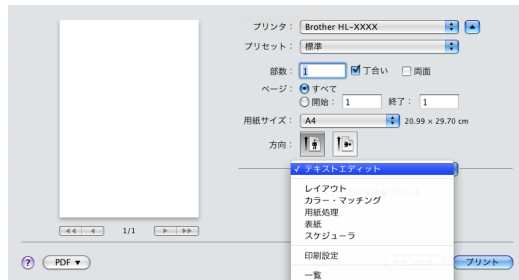 プリンタ： Brother HL-XXXX
プリセット： 標準
部数： 1 丁合い 両面
ページ： すべて
開始： 1 終了： 1
用紙サイズ： A4 20.99 × 29.70 cm
方向：
✓ テキストエディット
レイアウト
カラー・マッチング
用紙処理
表紙
スケジューラ
印刷設定
一覧
1/1
? PDF ▼ プリント